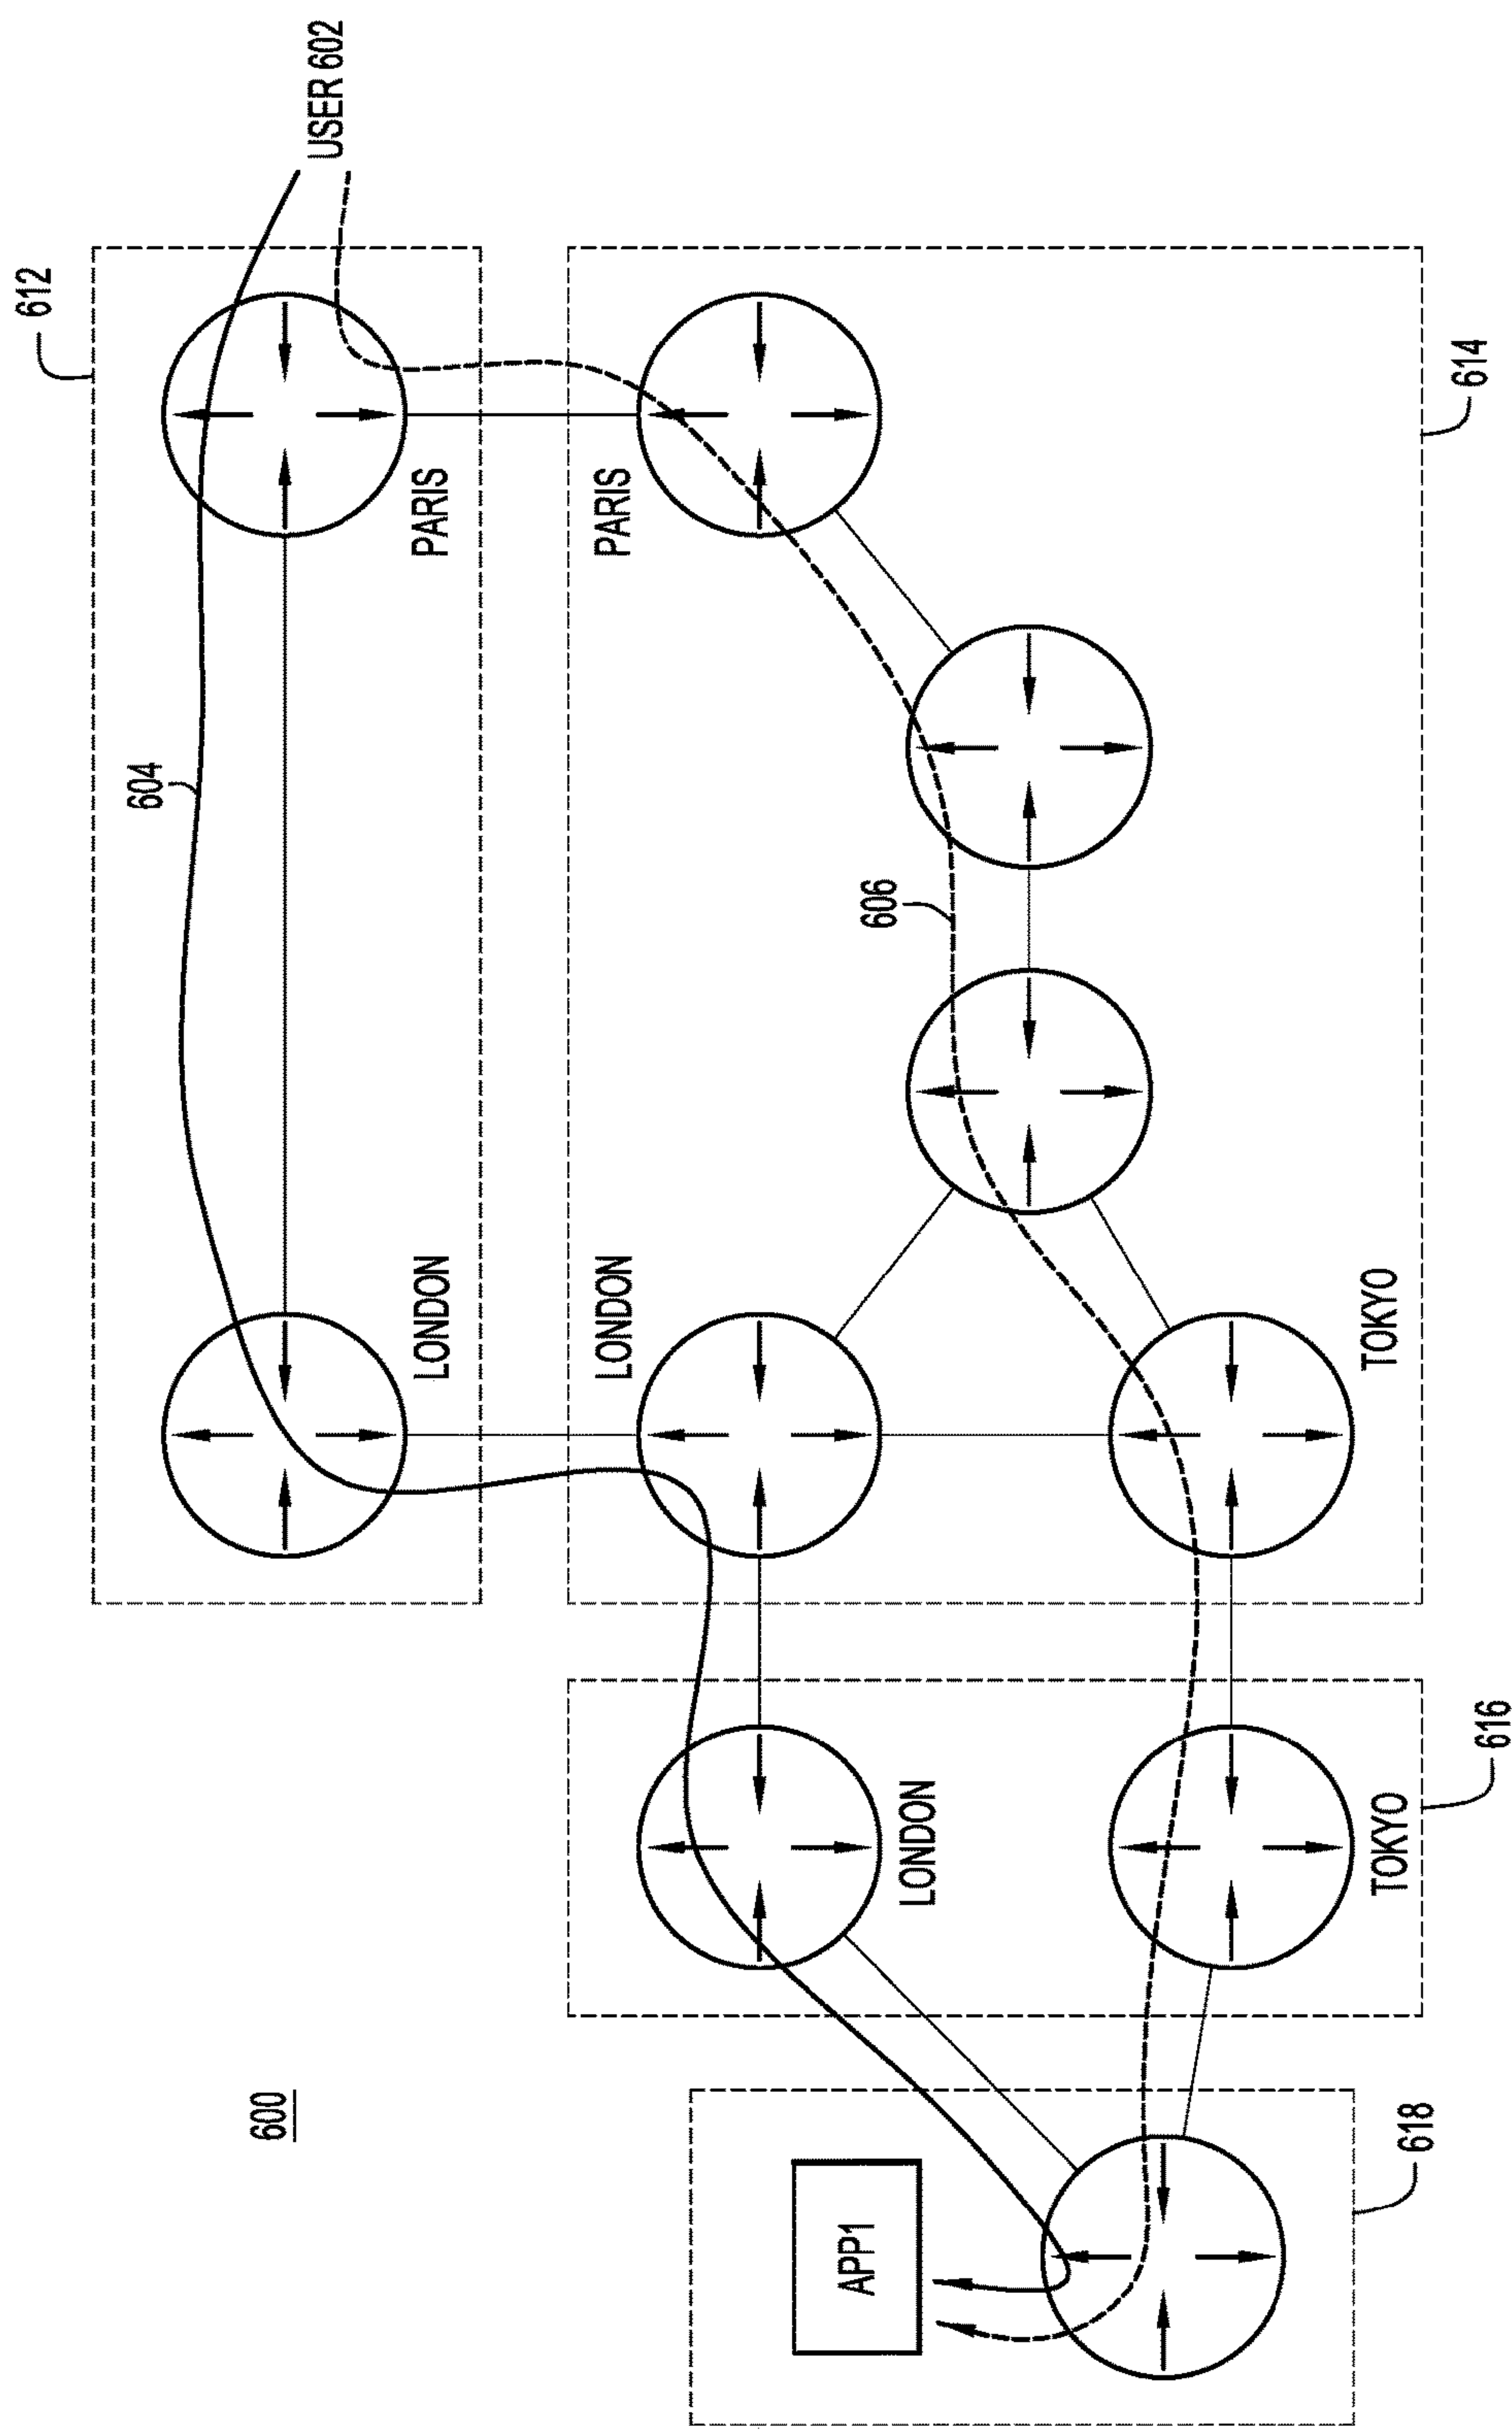 600
612
USER 602
604
LONDON
PARIS
LONDON
PARIS
606
APP1
LONDON
TOKYO
TOKYO
618
616
614